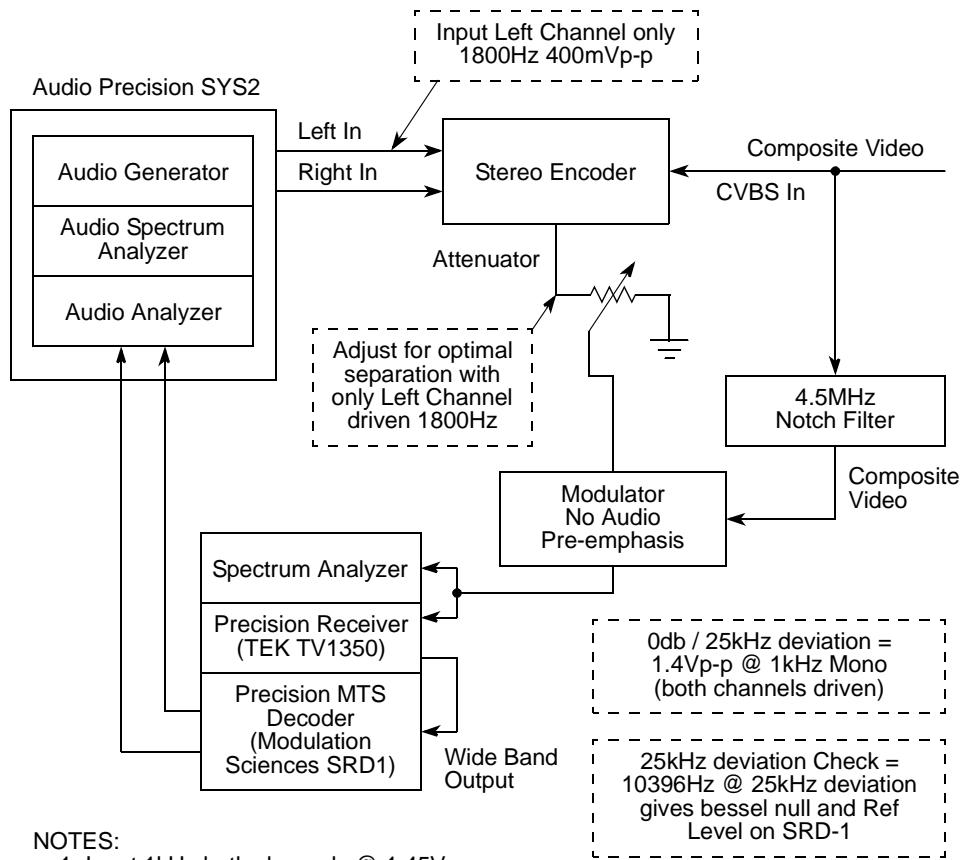 Input Left Channel only
1800Hz 400mVp-p
Audio Precision SYS2
Left In
Right In
Audio Generator
Audio Spectrum
Analyzer
Audio Analyzer
Stereo Encoder
Composite Video
CVBS In
Attenuator
Adjust for optimal
separation with
only Left Channel
driven 1800Hz
4.5MHz
Notch Filter
Composite
Video
Modulator
No Audio
Pre-emphasis
Spectrum Analyzer
Precision Receiver
(TEK TV1350)
Precision MTS
Decoder
(Modulation
Sciences SRD1)
Wide Band
Output
0db / 25kHz deviation =
1.4Vp-p @ 1kHz Mono
(both channels driven)
25kHz deviation Check =
10396Hz @ 25kHz deviation
gives bessel null and Ref
Level on SRD-1
NOTES: